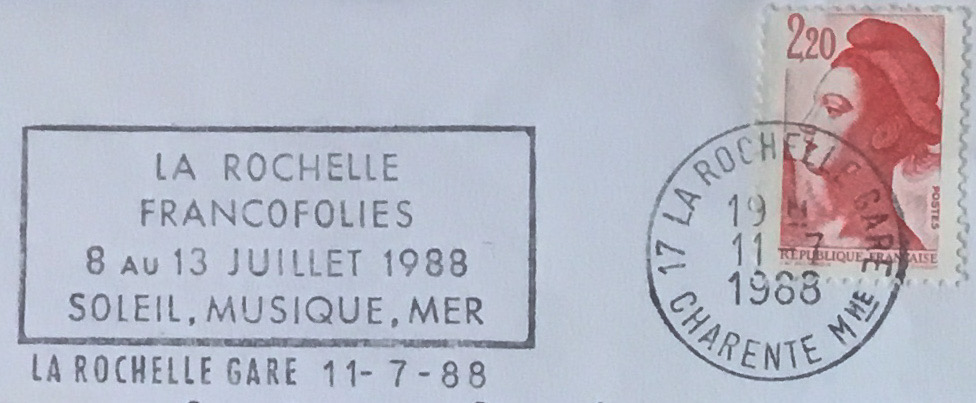 LA ROCHELLE
FRANCOFOLIES
8 AU 13 JUILLET 1988
SOLEIL, MUSIQUE, MER
LA ROCHELLE GARE 11-7-88
17 LA ROCHELLE GARE
19 H
11 7
1988
CHARENTE MME
2,20
POSTES
RÉPUBLIQUE FRANÇAISE